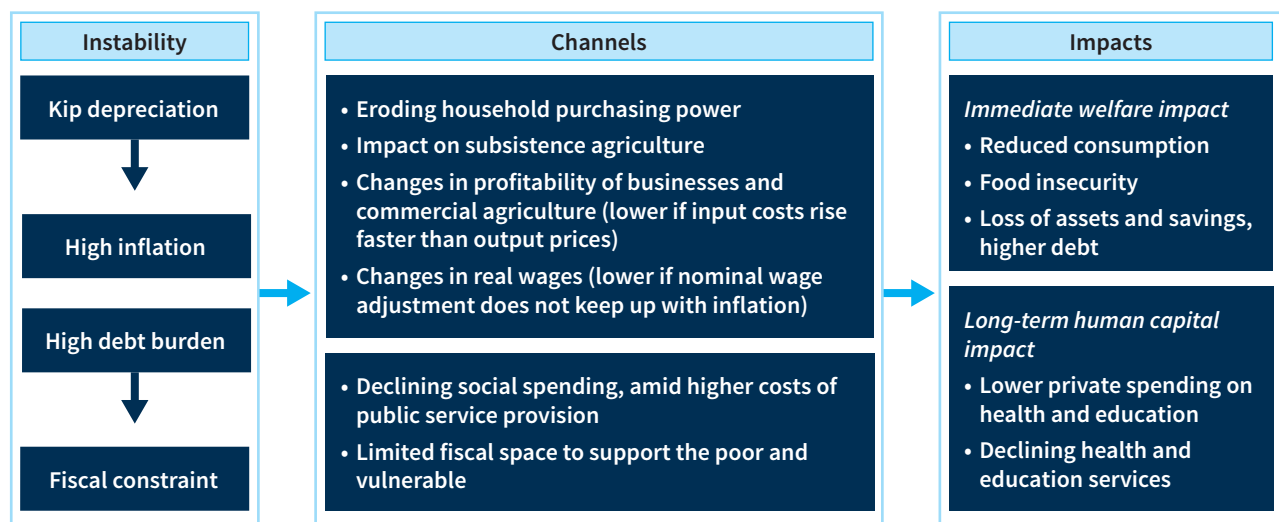 Instability
Kip depreciation
High inflation
High debt burden
Fiscal constraint
Channels
• Eroding household purchasing power
• Impact on subsistence agriculture
• Changes in profitability of businesses and
commercial agriculture (lower if input costs rise
faster than output prices)
• Changes in real wages (lower if nominal wage
adjustment does not keep up with inflation)
• Declining social spending, amid higher costs of
public service provision
• Limited fiscal space to support the poor and
vulnerable
Impacts
Immediate welfare impact
• Reduced consumption
• Food insecurity
• Loss of assets and savings,
higher debt
Long-term human capital
impact
• Lower private spending on
health and education
• Declining health and
education services